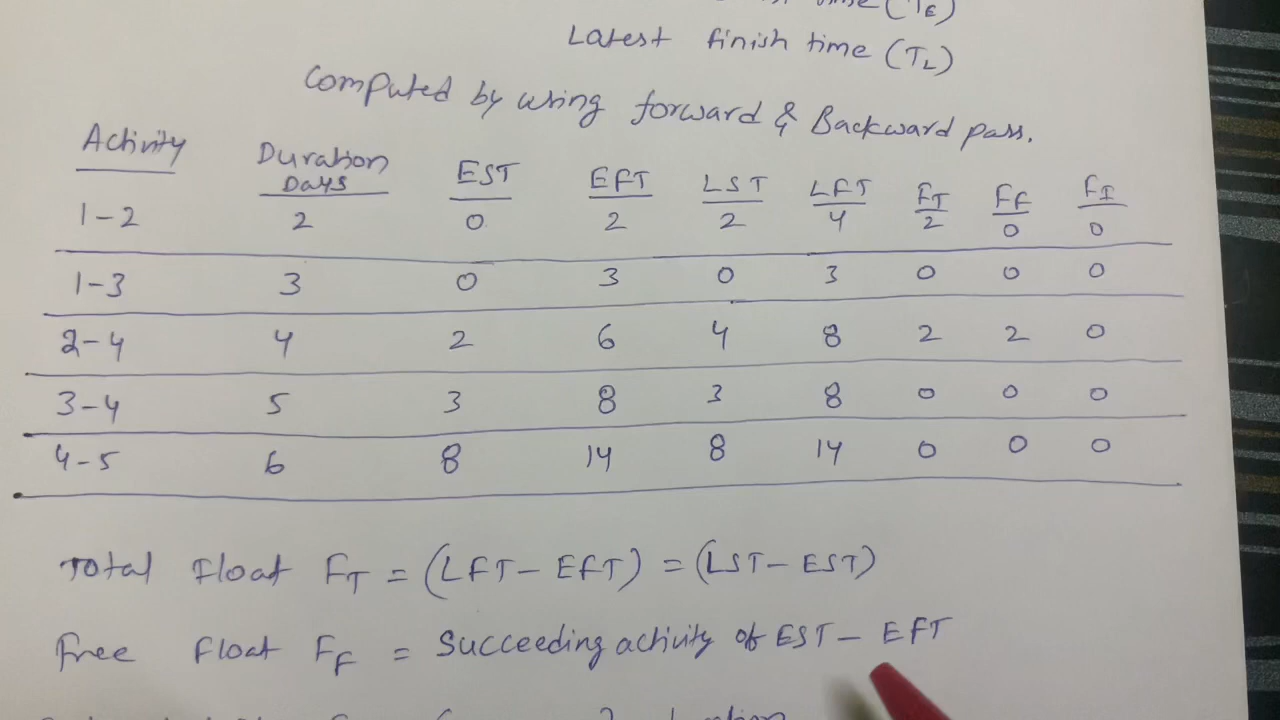 time (TE)
Latest finish time (TL)
Computed by using forward & Backward pass.
Activity Duration Days EST EFT LST LFT FT FF FI
1-2 2 0 2 2 4 2 0 0
1-3 3 0 3 0 3 0 0 0
2-4 4 2 6 4 8 2 2 0
3-4 5 3 8 3 8 0 0 0
4-5 6 8 14 8 14 0 0 0
Total Float FT = (LFT - EFT) = (LST - EST)
Free Float FF = Succeeding activity of EST - EFT